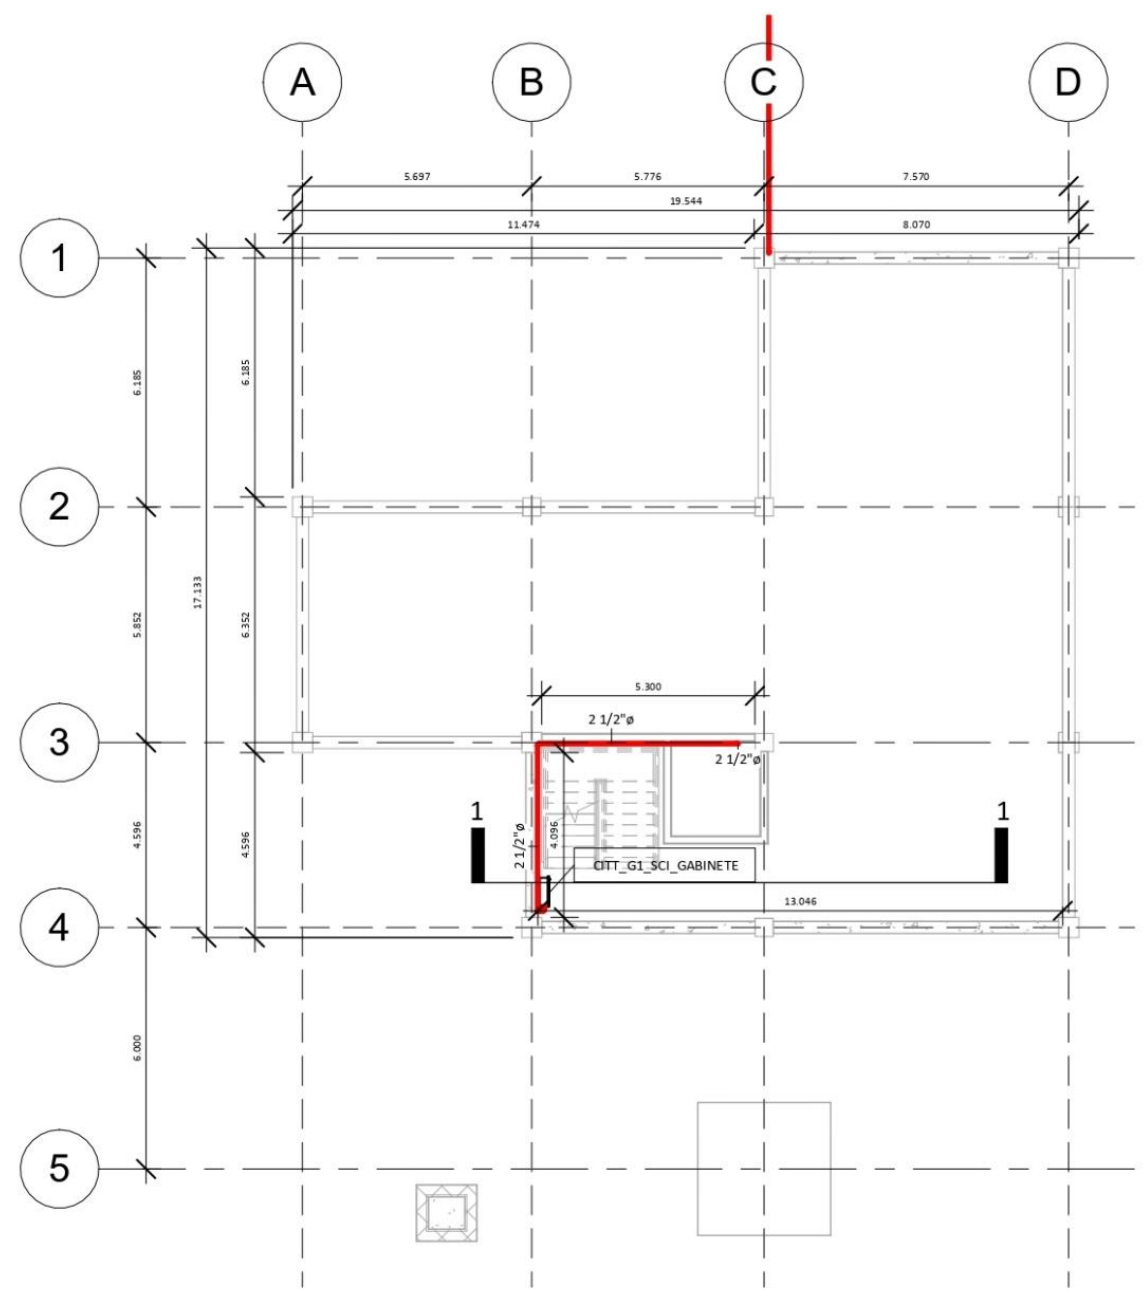 A B C D
5.697 5.776 7.570
19.544
11.474 8.070
1
6.185 6.185
2
17.133
5.852 6.352
5.300
2 1/2"ø
3
2 1/2"ø
1 1
4.596 4.596 2 1/2"ø 4.096
CITT_G1_SCI_GABINETE
13.046
4
6.000
5